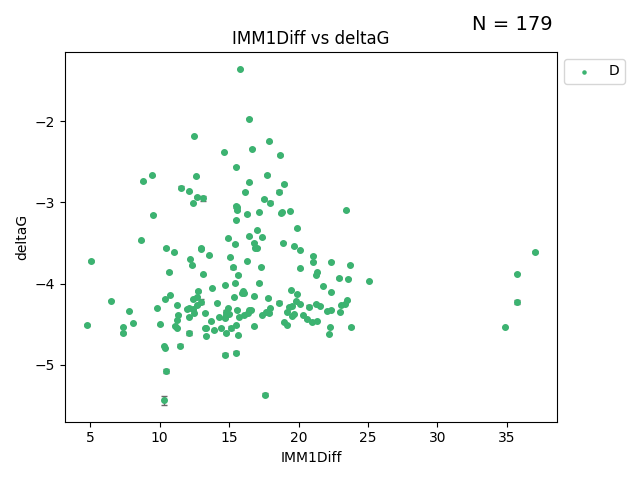 N = 179
IMM1Diff vs deltaG
D
deltaG
−2
−3
−4
−5
5 10 15 20 25 30 35
IMM1Diff